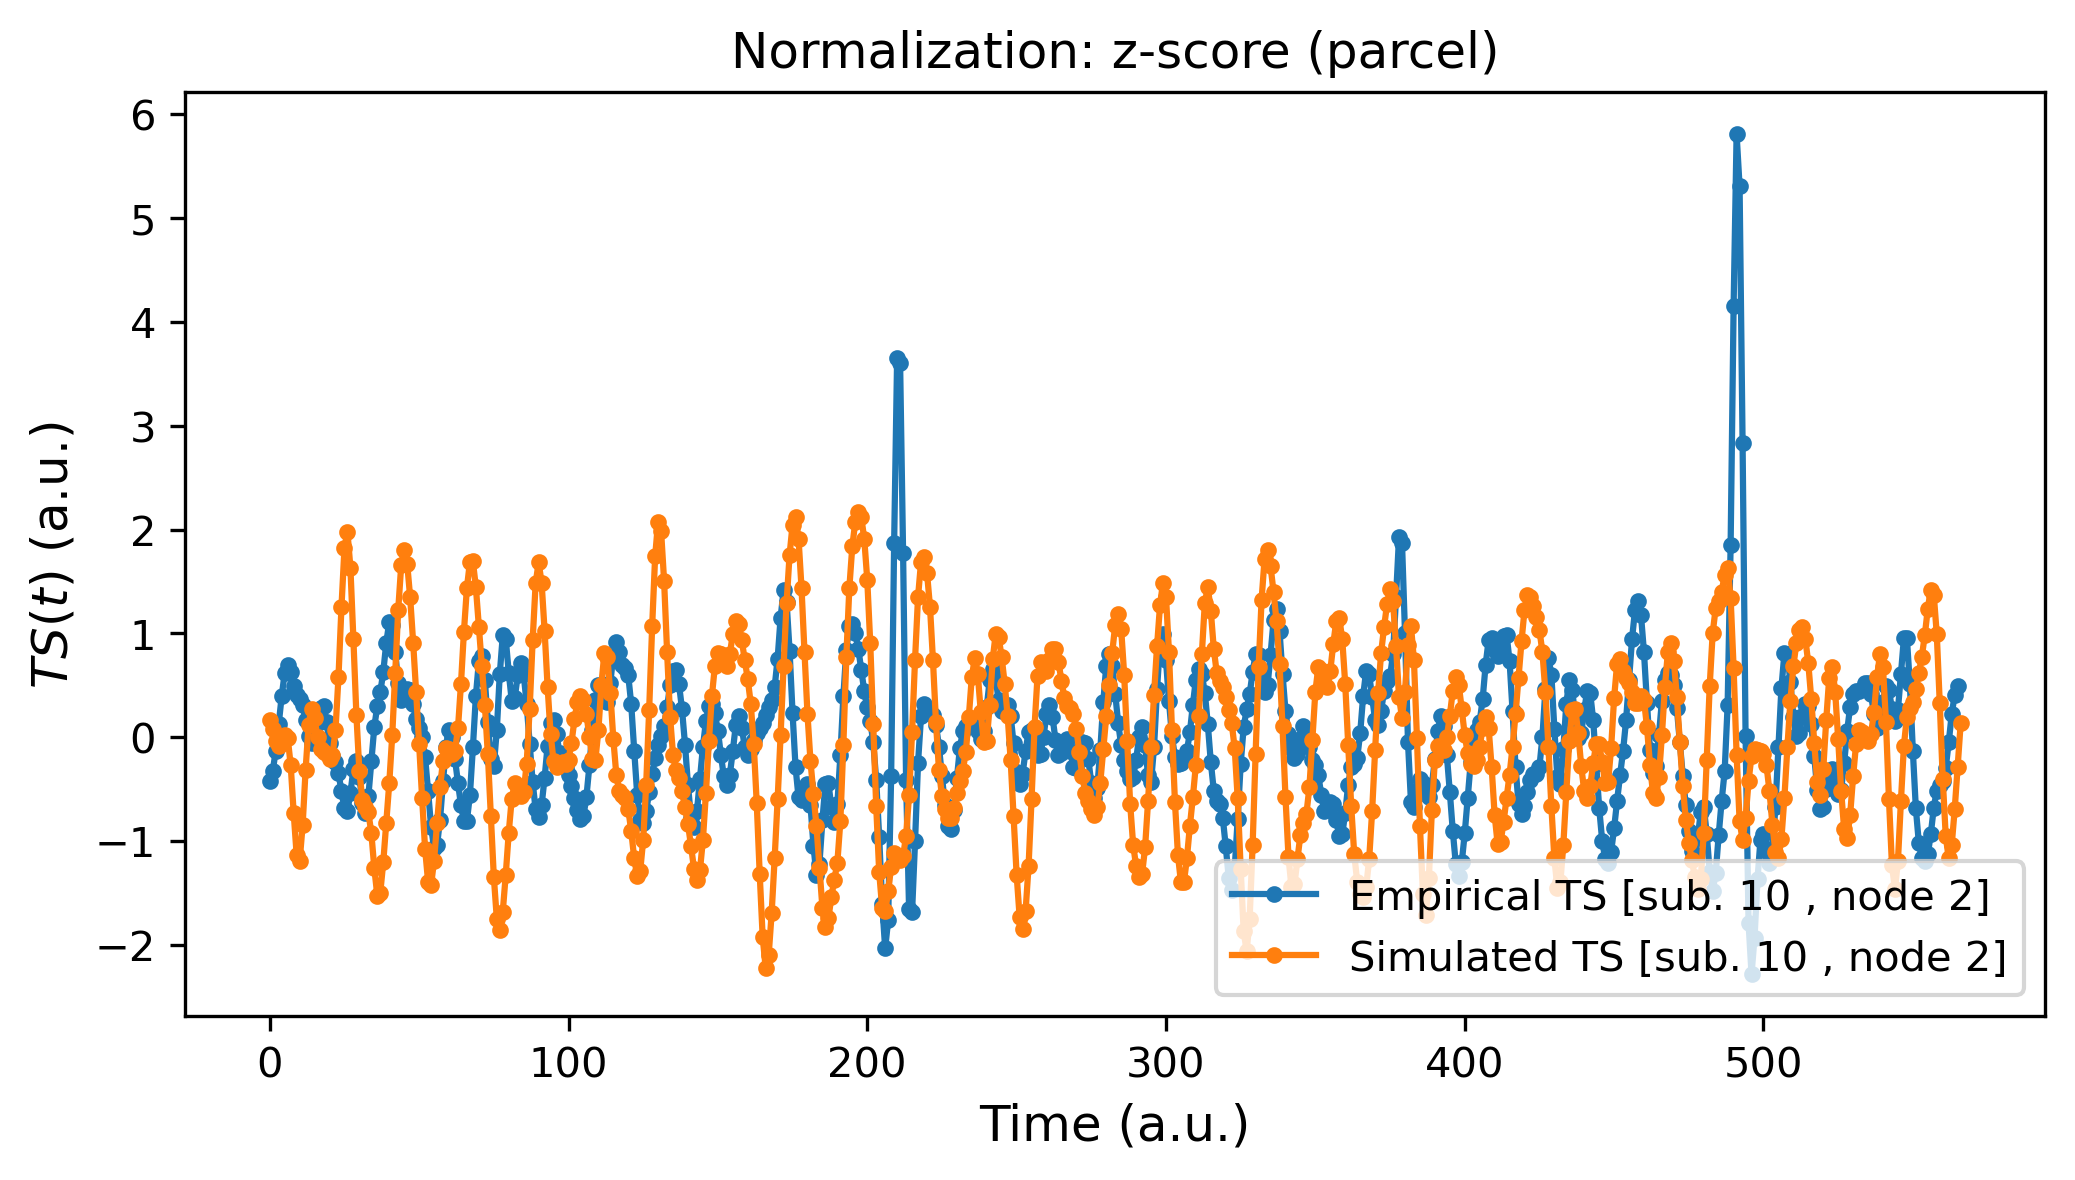 Normalization: z-score (parcel)
6
5
4
3
2
1
0
−1
−2
TS(t) (a.u.)
Empirical TS [sub. 10 , node 2]
Simulated TS [sub. 10 , node 2]
0 100 200 300 400 500
Time (a.u.)